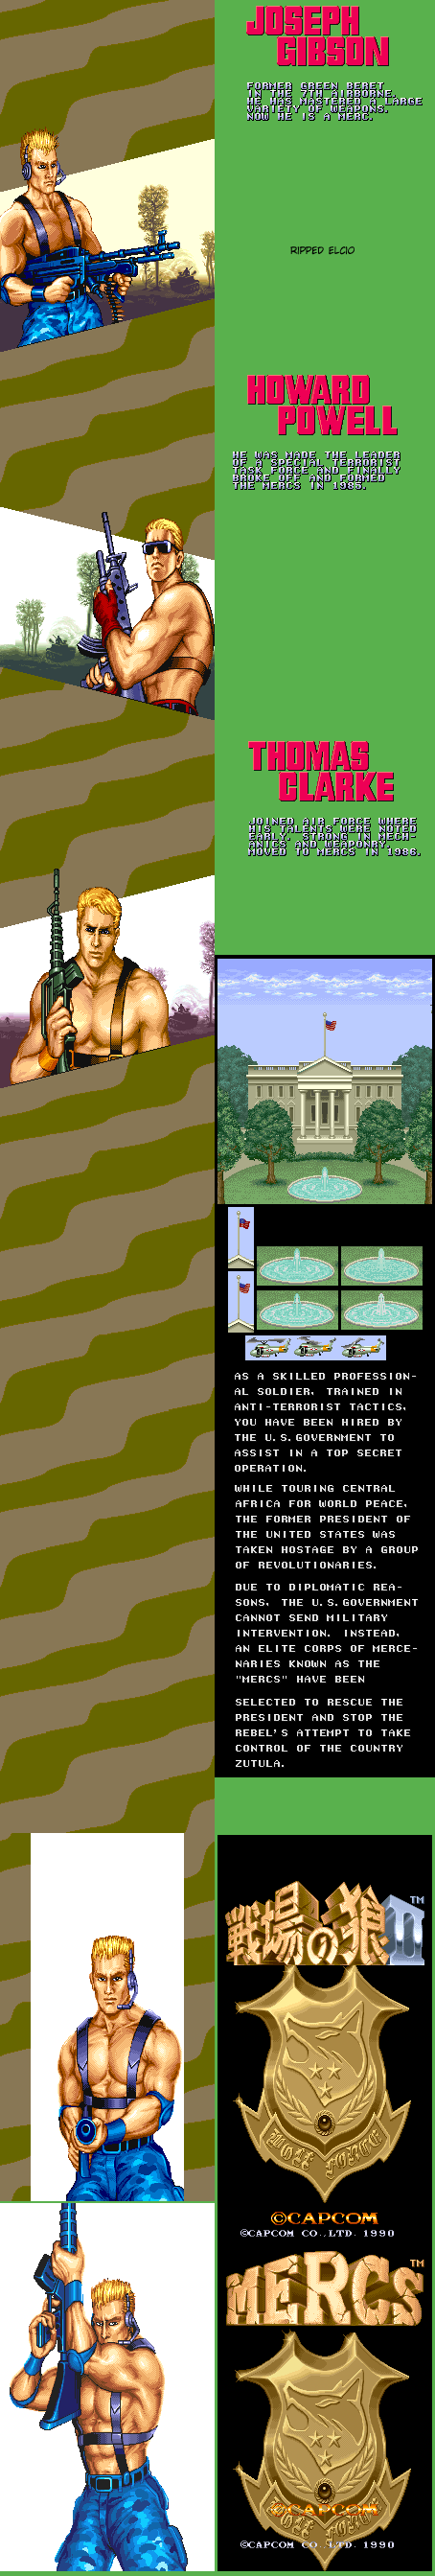 JOSEPH
GIBSON
FORMER GREEN BERET
IN THE 7TH AIRBORNE.
HE HAS MASTERED A LARGE
VARIETY OF WEAPONS.
NOW HE IS A MERC.
RIPPED ELCIO
HOWARD
POWELL
HE WAS MADE THE LEADER
OF A SPECIAL TERRORIST
TASK FORCE AND FINALLY
BROKE OFF AND FORMED
THE MERCS IN 1985.
THOMAS
CLARKE
JOINED AIR FORCE WHERE
HIS TALENTS WERE NOTED
EARLY. STRONG IN MECH-
ANICS AND WEAPONRY.
MOVED TO MERCS IN 1986.
AS A SKILLED PROFESSION-
AL SOLDIER, TRAINED IN
ANTI-TERRORIST TACTICS,
YOU HAVE BEEN HIRED BY
THE U.S.GOVERNMENT TO
ASSIST IN A TOP SECRET
OPERATION.
WHILE TOURING CENTRAL
AFRICA FOR WORLD PEACE,
THE FORMER PRESIDENT OF
THE UNITED STATES WAS
TAKEN HOSTAGE BY A GROUP
OF REVOLUTIONARIES.
DUE TO DIPLOMATIC REA-
SONS, THE U.S.GOVERNMENT
CANNOT SEND MILITARY
INTERVENTION. INSTEAD,
AN ELITE CORPS OF MERCE-
NARIES KNOWN AS THE
"MERCS" HAVE BEEN
SELECTED TO RESCUE THE
PRESIDENT AND STOP THE
REBEL'S ATTEMPT TO TAKE
CONTROL OF THE COUNTRY
ZUTULA.
戦場の狼II TM
WOLF FORCE
©CAPCOM
©CAPCOM CO.,LTD. 1990
MERCS TM
WOLF FORCE
©CAPCOM
©CAPCOM CO.,LTD. 1990